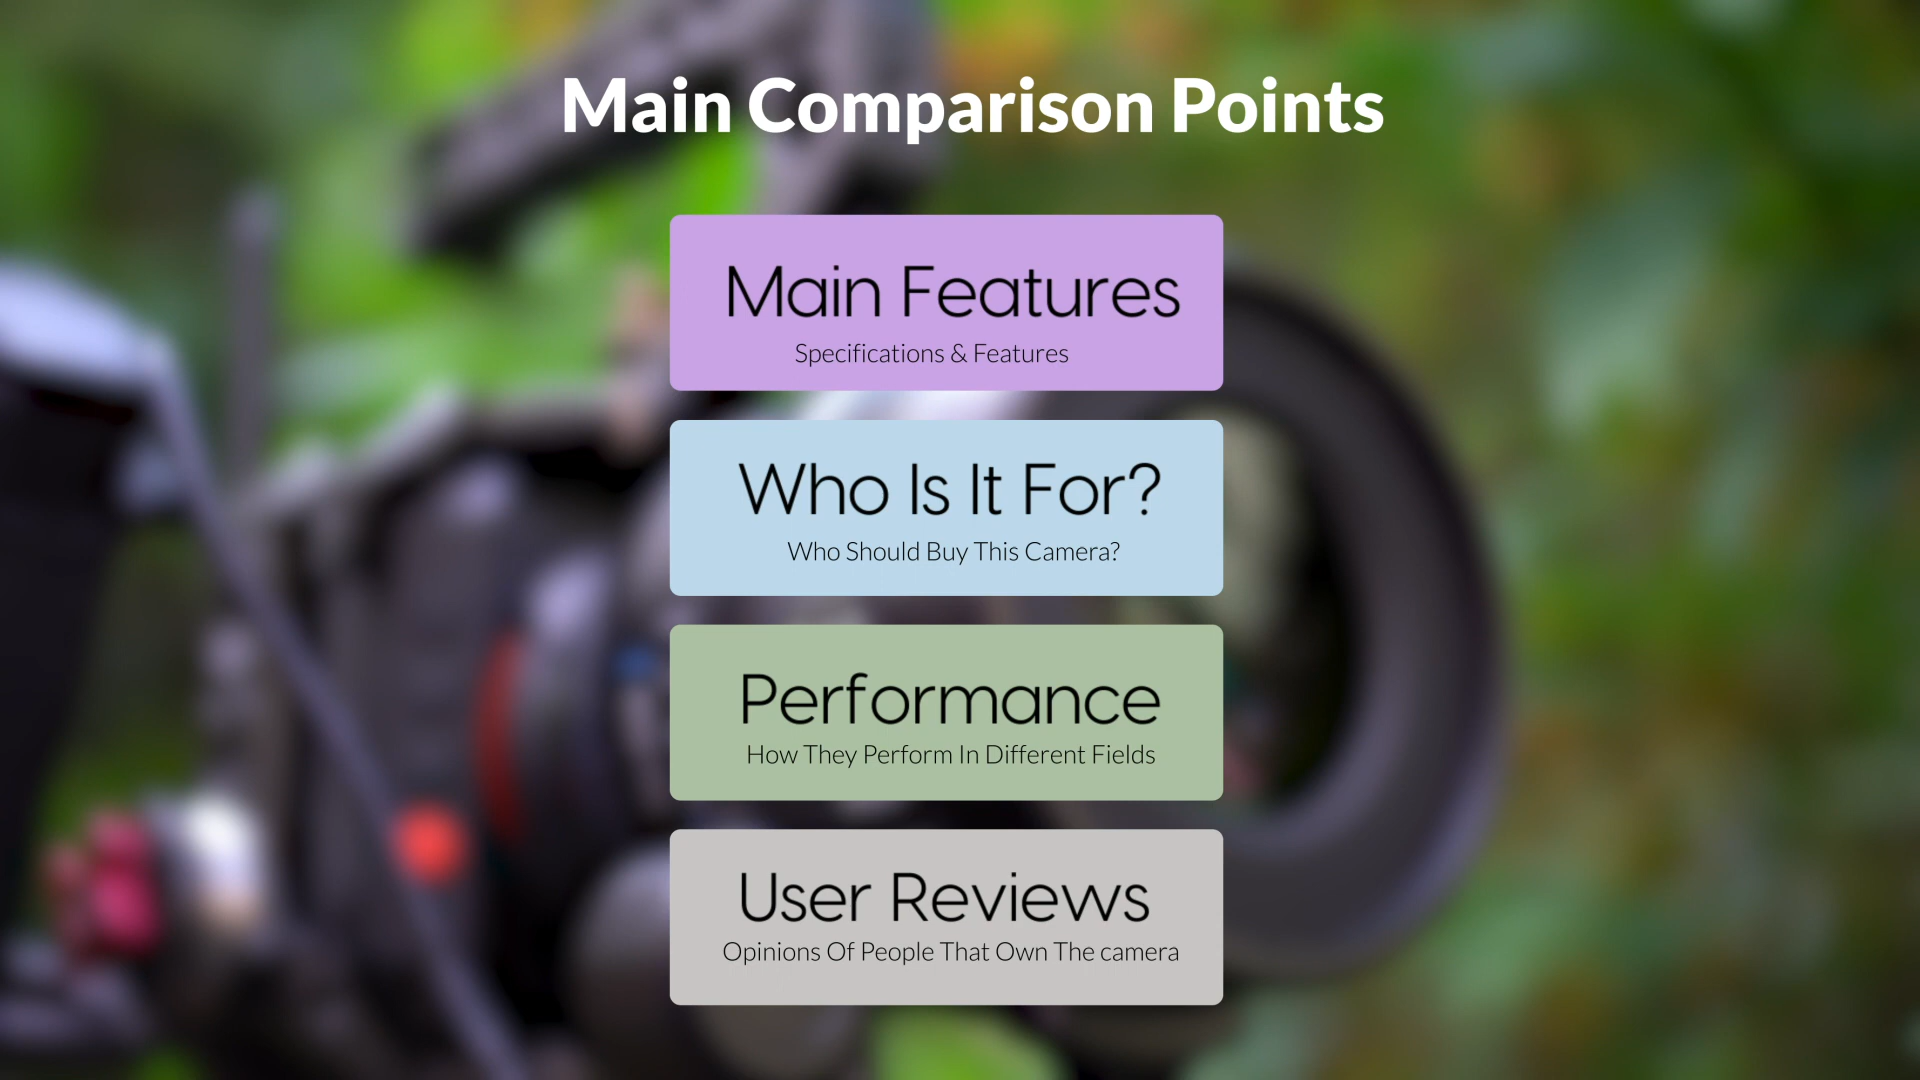 Main Comparison Points
Main Features
Specifications & Features
Who Is It For?
Who Should Buy This Camera?
Performance
How They Perform In Different Fields
User Reviews
Opinions Of People That Own The camera